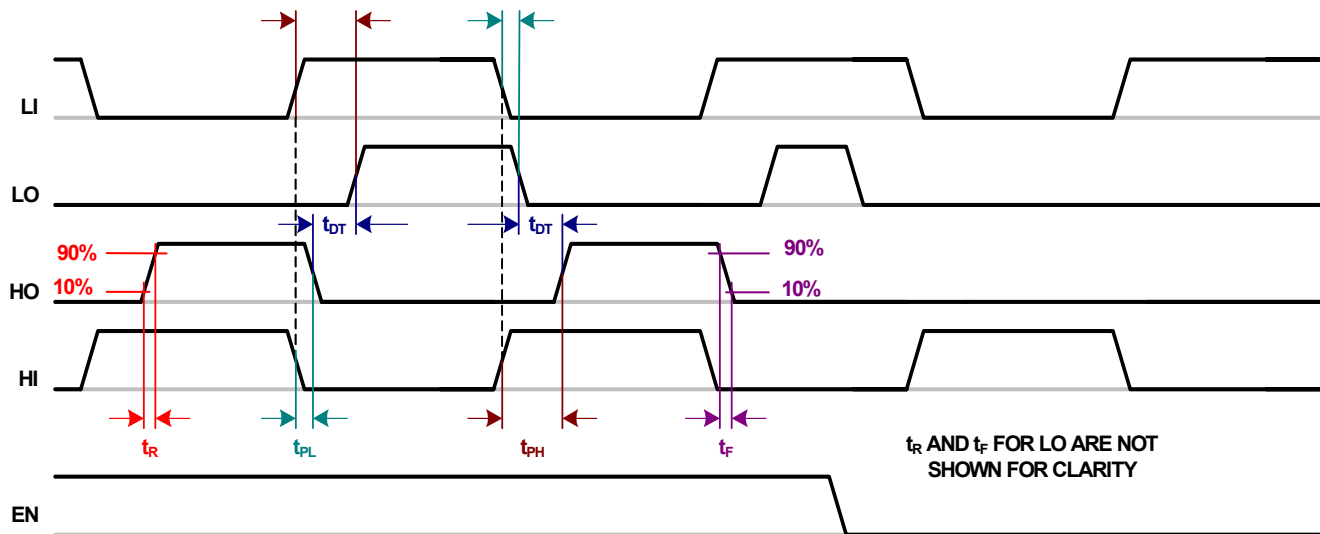 LI
LO
t_DT t_DT
90% 90%
10% 10%
HO
HI
t_R t_PL t_PH t_F
t_R AND t_F FOR LO ARE NOT
SHOWN FOR CLARITY
EN